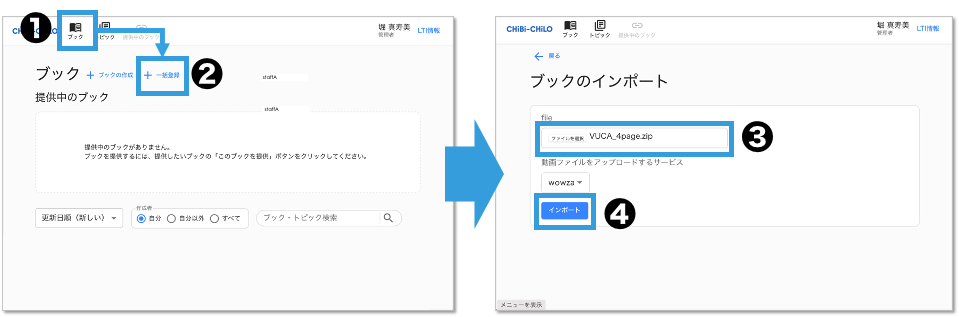 1
CHiBi-CHiLO
ブック
トピック
提供中のブック
堀 真寿美
管理者
LTI情報
ブック
+ ブックの作成
+ 一括登録
2
staffA
提供中のブック
staffA
提供中のブックがありません。
ブックを提供するには、提供したいブックの「このブックを提供」ボタンをクリックしてください。
更新日順（新しい）
作成者
自分
自分以外
すべて
ブック・トピック検索
CHiBi-CHiLO
ブック
トピック
提供中のブック
堀 真寿美
管理者
LTI情報
← 戻る
ブックのインポート
file
ファイルを選択 VUCA_4page.zip
3
動画ファイルをアップロードするサービス
wowza
インポート
4
メニューを表示